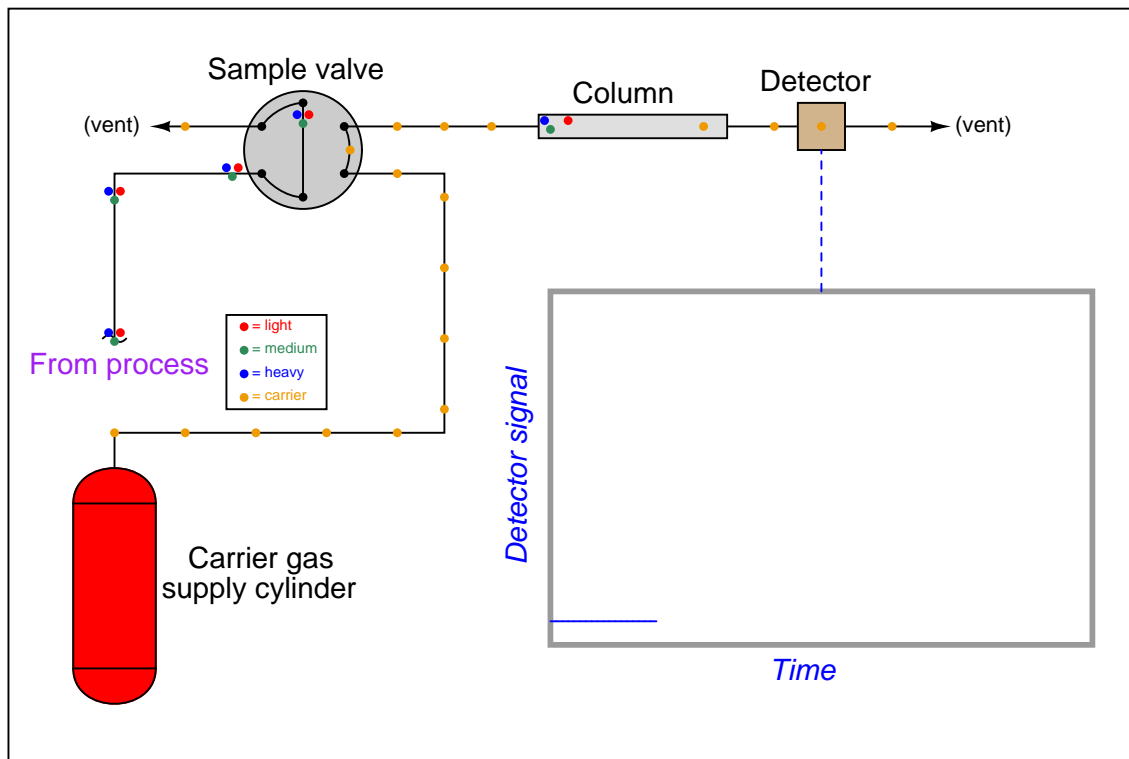 Sample valve
Column
Detector
(vent)
(vent)
From process
= light
= medium
= heavy
= carrier
Detector signal
Carrier gas
supply cylinder
Time